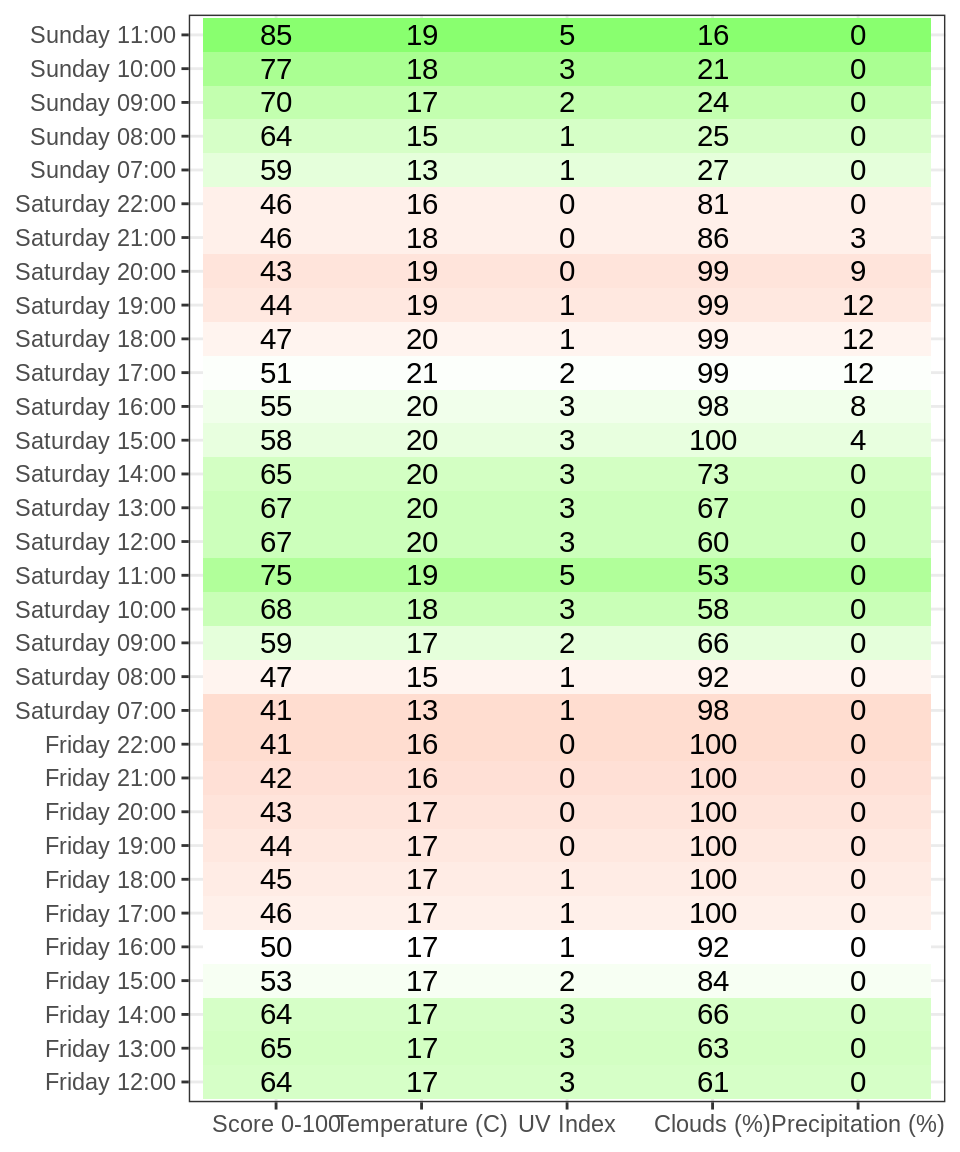 Sunday 11:00 85 19 5 16 0
Sunday 10:00 77 18 3 21 0
Sunday 09:00 70 17 2 24 0
Sunday 08:00 64 15 1 25 0
Sunday 07:00 59 13 1 27 0
Saturday 22:00 46 16 0 81 0
Saturday 21:00 46 18 0 86 3
Saturday 20:00 43 19 0 99 9
Saturday 19:00 44 19 1 99 12
Saturday 18:00 47 20 1 99 12
Saturday 17:00 51 21 2 99 12
Saturday 16:00 55 20 3 98 8
Saturday 15:00 58 20 3 100 4
Saturday 14:00 65 20 3 73 0
Saturday 13:00 67 20 3 67 0
Saturday 12:00 67 20 3 60 0
Saturday 11:00 75 19 5 53 0
Saturday 10:00 68 18 3 58 0
Saturday 09:00 59 17 2 66 0
Saturday 08:00 47 15 1 92 0
Saturday 07:00 41 13 1 98 0
Friday 22:00 41 16 0 100 0
Friday 21:00 42 16 0 100 0
Friday 20:00 43 17 0 100 0
Friday 19:00 44 17 0 100 0
Friday 18:00 45 17 1 100 0
Friday 17:00 46 17 1 100 0
Friday 16:00 50 17 1 92 0
Friday 15:00 53 17 2 84 0
Friday 14:00 64 17 3 66 0
Friday 13:00 65 17 3 63 0
Friday 12:00 64 17 3 61 0
Score 0-100 Temperature (C) UV Index Clouds (%) Precipitation (%)